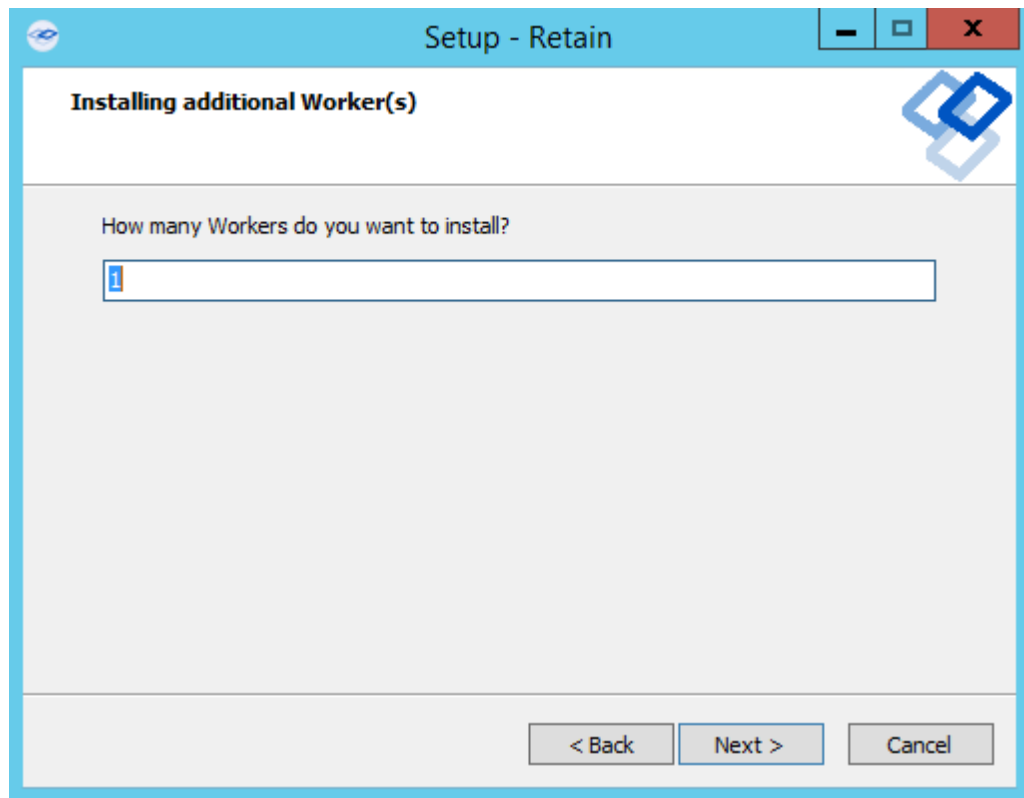 Setup - Retain
Installing additional Worker(s)
How many Workers do you want to install?
1
< Back Next > Cancel